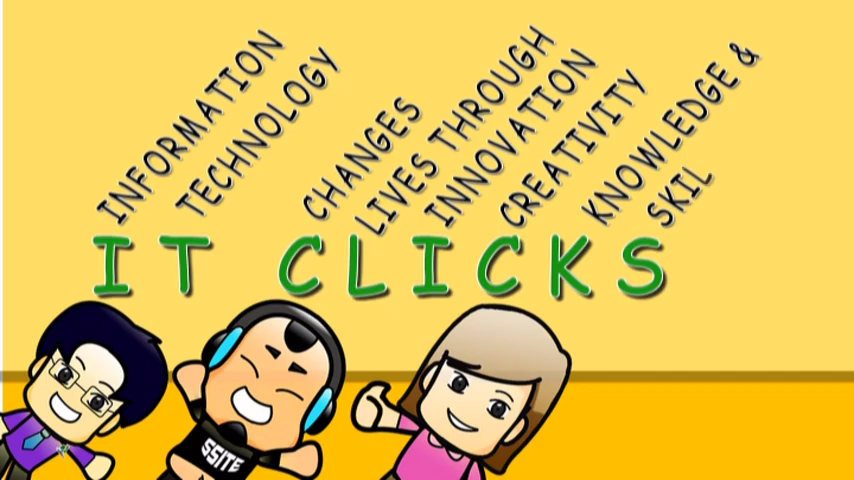 INFORMATION
TECHNOLOGY
CHANGES
LIVES THROUGH
INNOVATION
CREATIVITY
KNOWLEDGE &
SKIL
IT CLICKS
SSITE